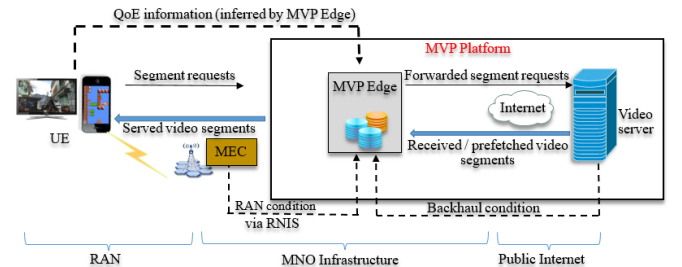 QoE information (inferred by MVP Edge)
MVP Platform
Segment requests
Forwarded segment requests
MVP Edge
Internet
Video
server
UE
Served video segments
Received / prefetched video
segments
MEC
RAN condition
via RNIS
Backhaul condition
RAN
MNO Infrastructure
Public Internet